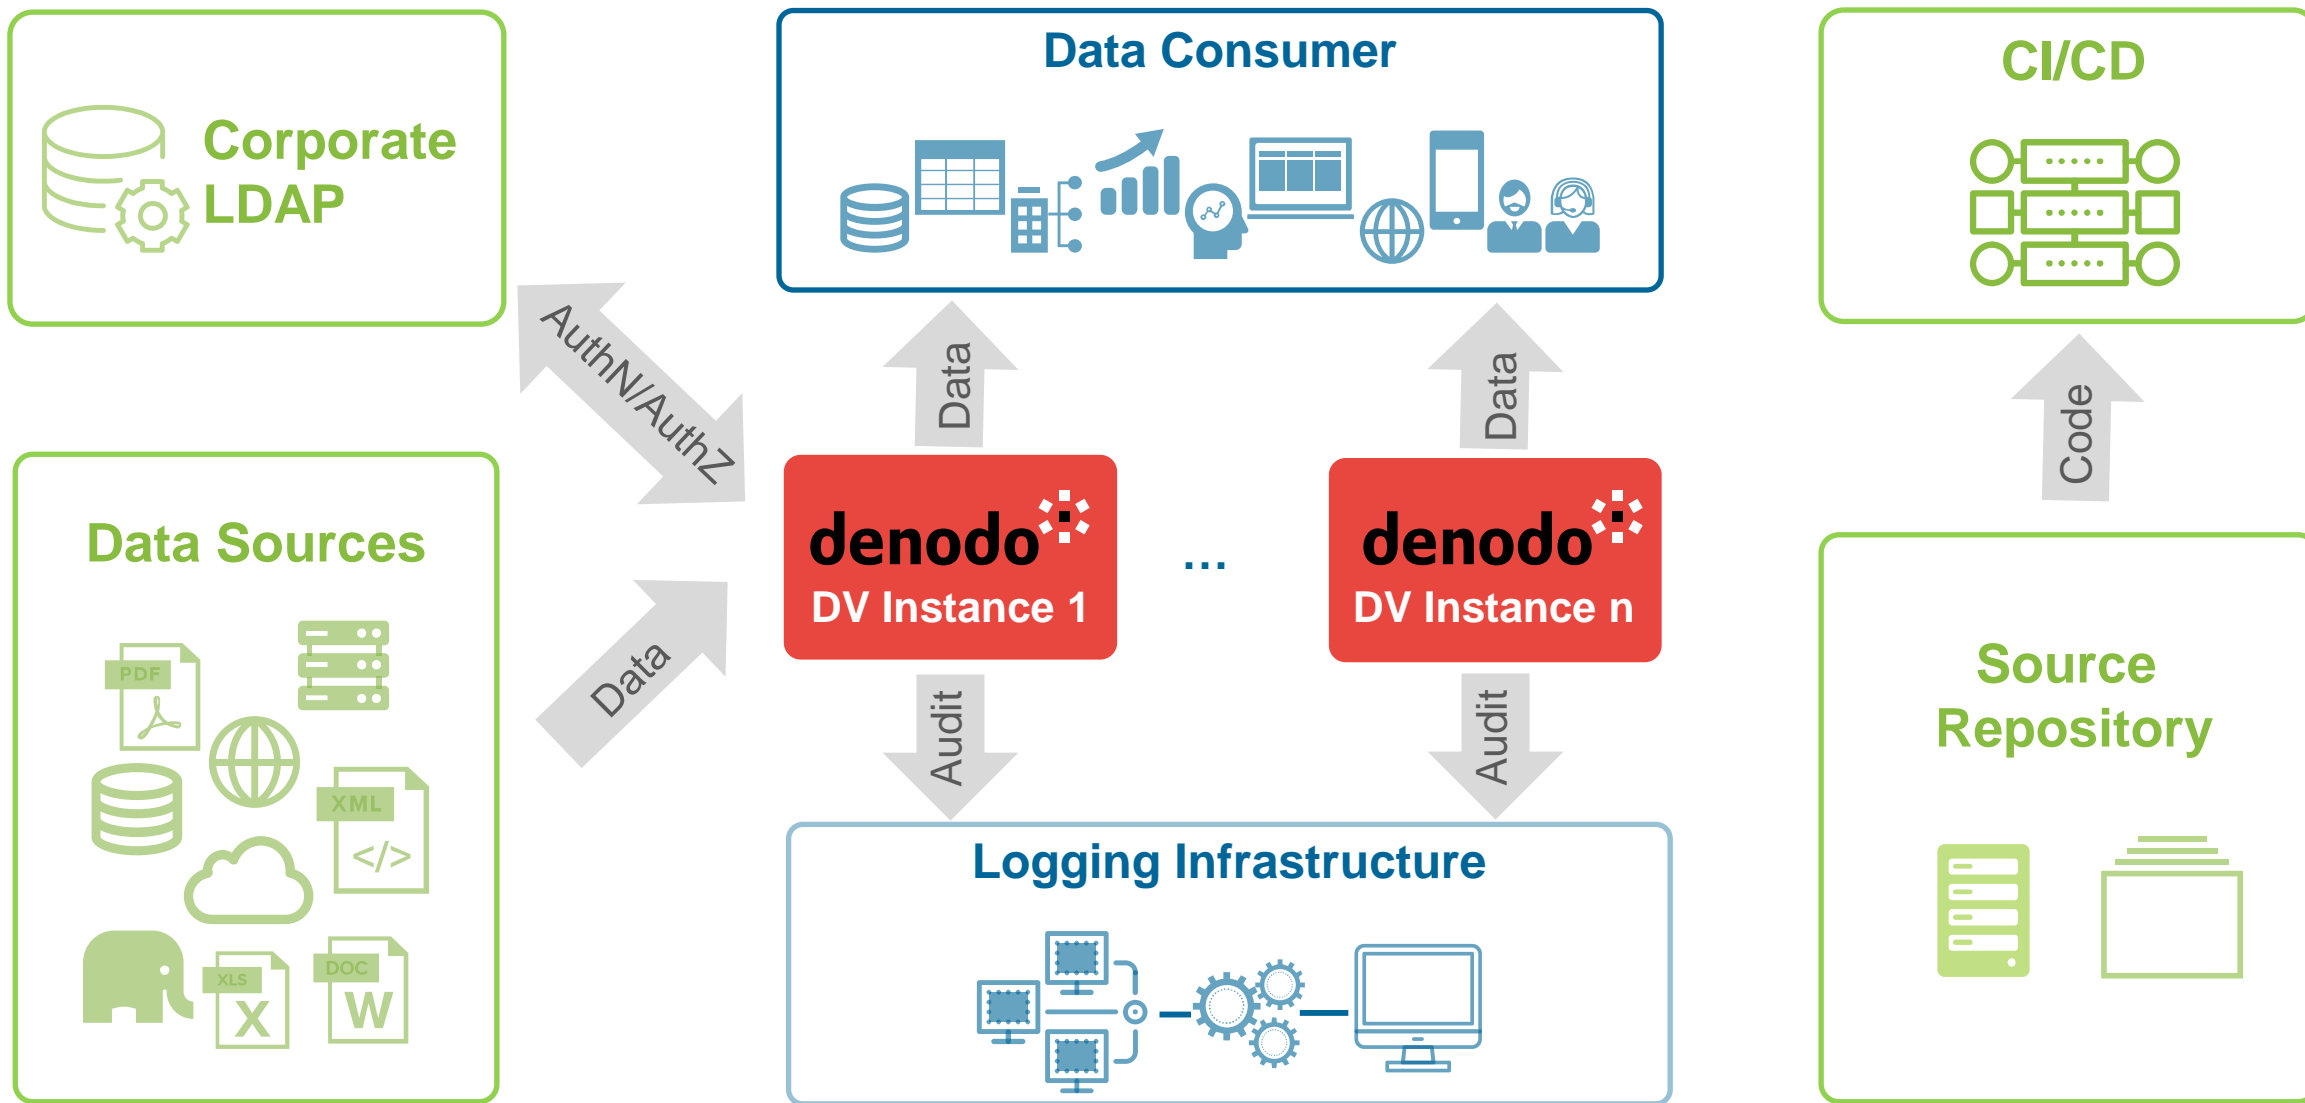 Corporate
LDAP
Data Consumer
CI/CD
AuthN/AuthZ
Data
Data
Code
Data Sources
denodo
DV Instance 1
...
denodo
DV Instance n
Source
Repository
Data
Audit
Audit
PDF
XML
</>
XLS
X
DOC
W
Logging Infrastructure